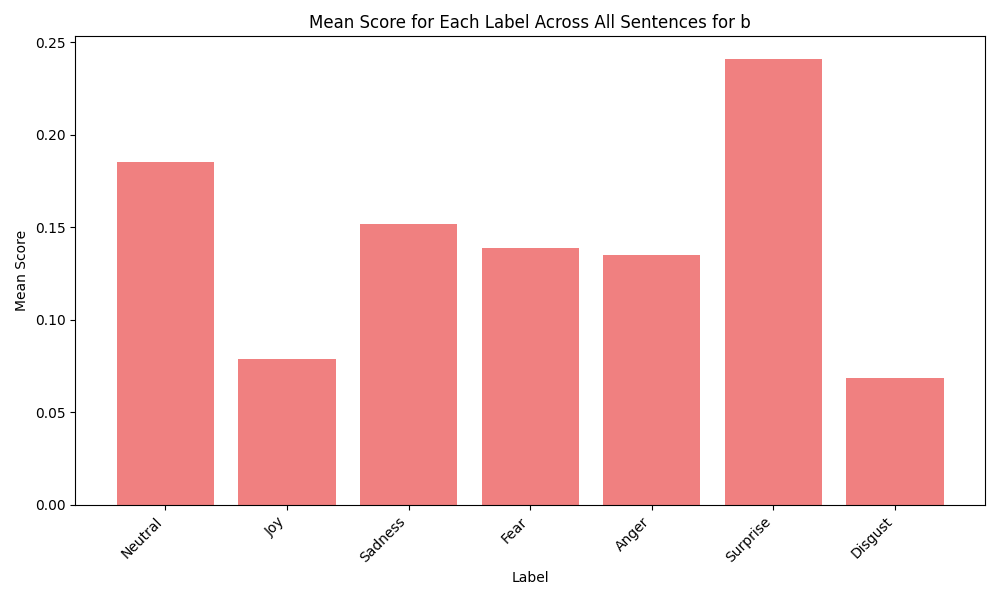 Mean Score for Each Label Across All Sentences for b
Mean Score
0.25
0.20
0.15
0.10
0.05
0.00
Neutral
Joy
Sadness
Fear
Anger
Surprise
Disgust
Label